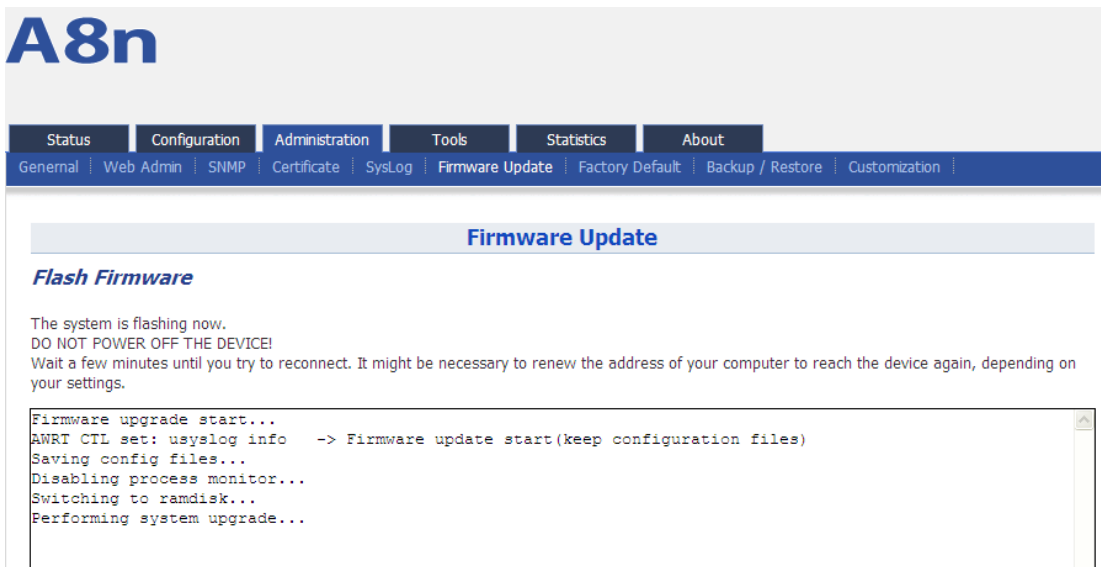 A8n
Status Configuration Administration Tools Statistics About
Genernal Web Admin SNMP Certificate SysLog Firmware Update Factory Default Backup / Restore Customization
Firmware Update
Flash Firmware
The system is flashing now.
DO NOT POWER OFF THE DEVICE!
Wait a few minutes until you try to reconnect. It might be necessary to renew the address of your computer to reach the device again, depending on
your settings.
Firmware upgrade start...
AWRT CTL set: usyslog info -> Firmware update start(keep configuration files)
Saving config files...
Disabling process monitor...
Switching to ramdisk...
Performing system upgrade...